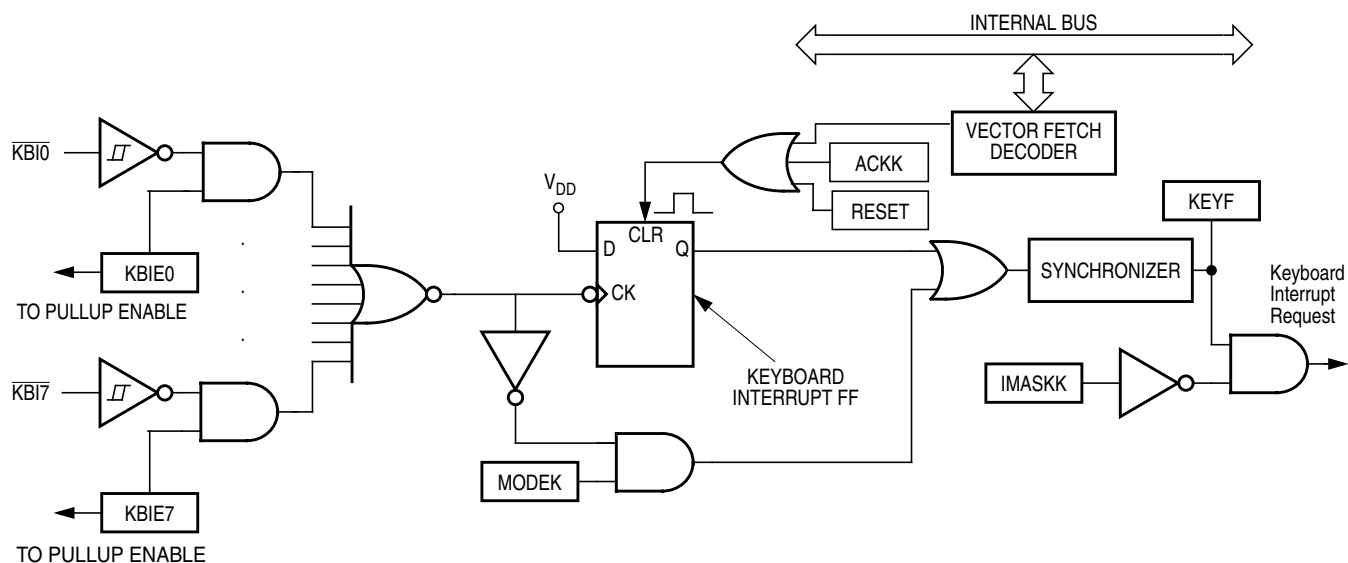 INTERNAL BUS
VECTOR FETCH
DECODER
ACKK
RESET
KBI0
KBIE0
TO PULLUP ENABLE
.
.
.
KBI7
KBIE7
TO PULLUP ENABLE
VDD
CLR
D
Q
CK
KEYBOARD
INTERRUPT FF
MODEK
SYNCHRONIZER
KEYF
IMASKK
Keyboard
Interrupt
Request